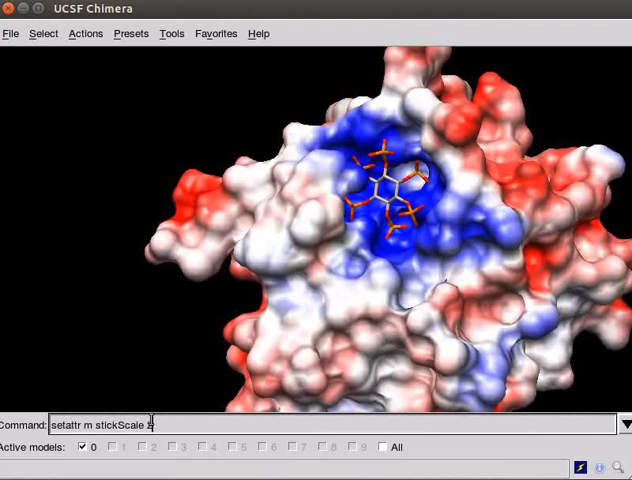 UCSF Chimera
File Select Actions Presets Tools Favorites Help
Command: setattr m stickScale
Active models: 0 1 2 3 4 5 6 7 8 9 All